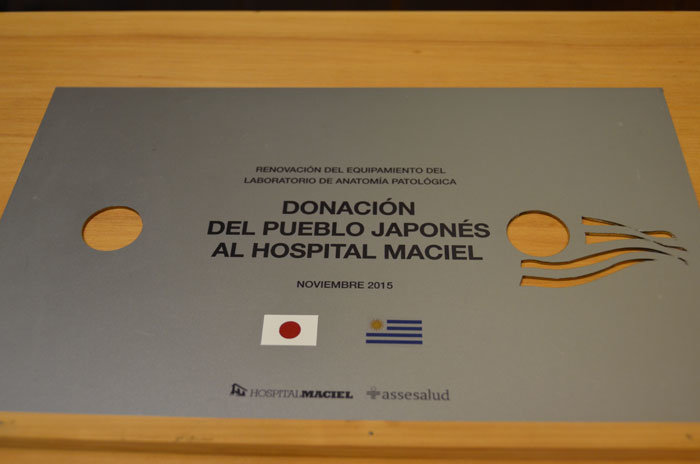 RENOVACIÓN DEL EQUIPAMIENTO DEL
LABORATORIO DE ANATOMÍA PATOLÓGICA
DONACIÓN
DEL PUEBLO JAPONÉS
AL HOSPITAL MACIEL
NOVIEMBRE 2015
HOSPITALMACIEL assesalud